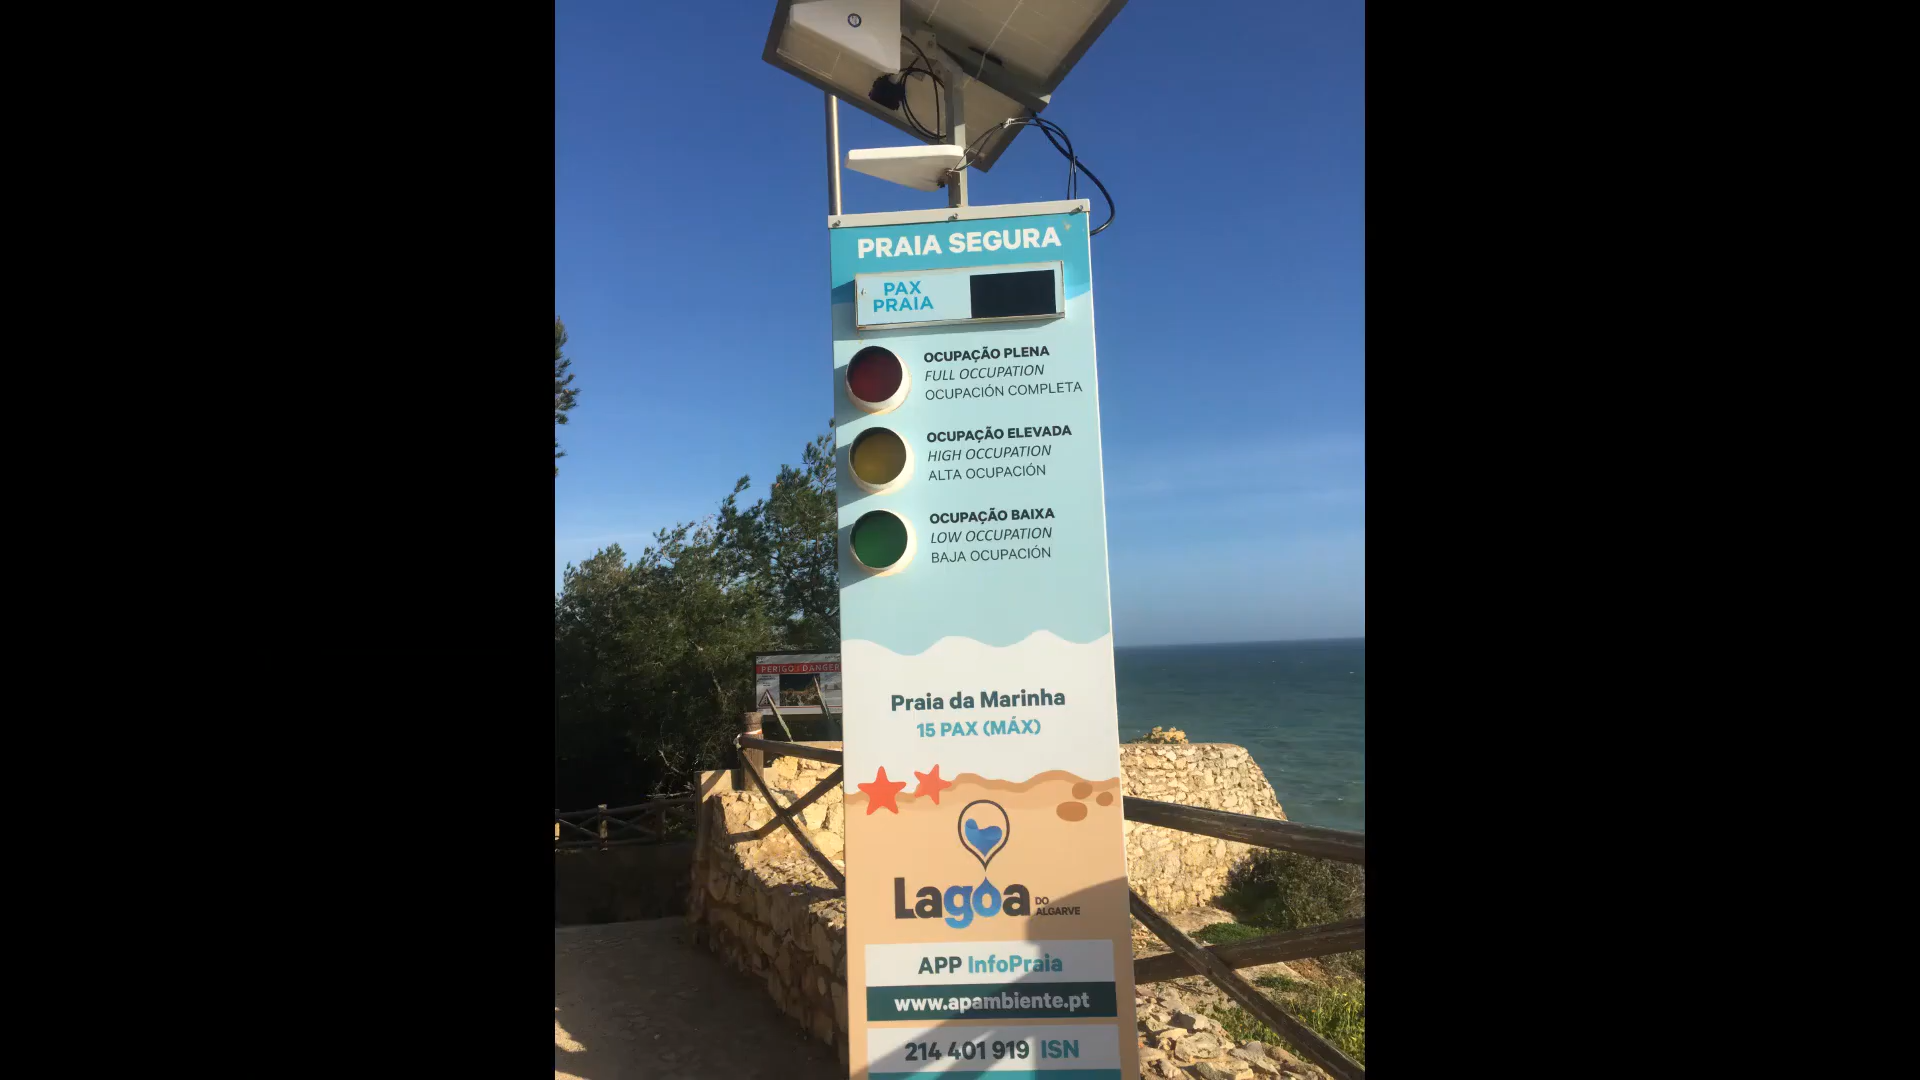 PRAIA SEGURA
PAX
PRAIA
OCUPAÇÃO PLENA
FULL OCCUPATION
OCUPACIÓN COMPLETA
OCUPAÇÃO ELEVADA
HIGH OCCUPATION
ALTA OCUPACIÓN
OCUPAÇÃO BAIXA
LOW OCCUPATION
BAJA OCUPACIÓN
PERIGO / DANGER
Praia da Marinha
15 PAX (MÁX)
Lagoa DO
ALGARVE
APP InfoPraia
www.apambiente.pt
214 401 919 ISN